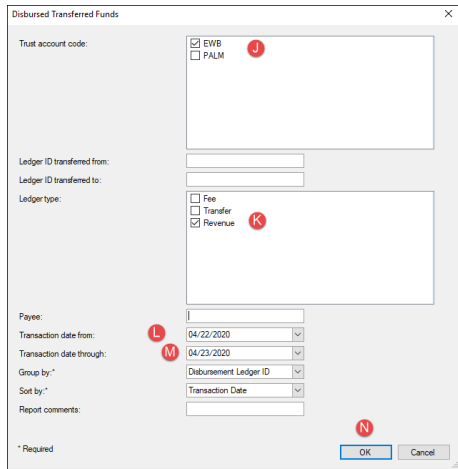 Disbursed Transferred Funds
Trust account code:
EWB
J
PALM
Ledger ID transferred from:
Ledger ID transferred to:
Ledger type:
Fee
Transfer
Revenue
K
Payee:
Transaction date from: L 04/22/2020
Transaction date through: M 04/23/2020
Group by:* Disbursement Ledger ID
Sort by:* Transaction Date
Report comments:
N
* Required OK Cancel